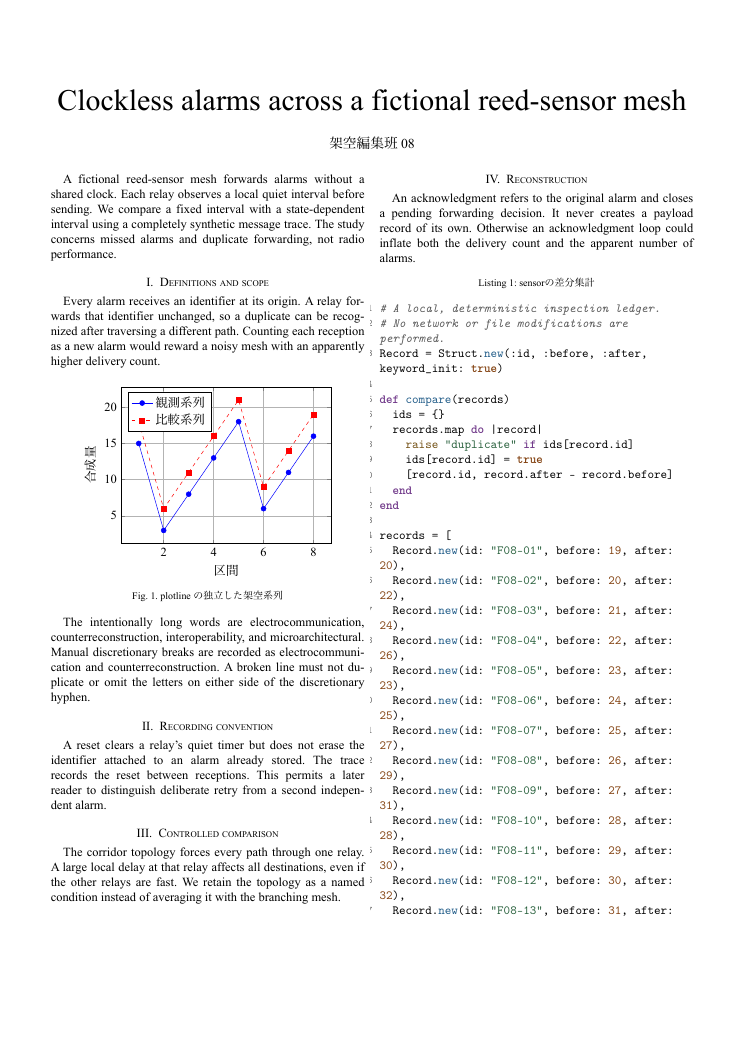 Clockless alarms across a fictional reed-sensor mesh
架空編集班 08
A fictional reed-sensor mesh forwards alarms without a
shared clock. Each relay observes a local quiet interval before
sending. We compare a fixed interval with a state-dependent
interval using a completely synthetic message trace. The study
concerns missed alarms and duplicate forwarding, not radio
performance.
I. Definitions and scope
Every alarm receives an identifier at its origin. A relay for-
wards that identifier unchanged, so a duplicate can be recog-
nized after traversing a different path. Counting each reception
as a new alarm would reward a noisy mesh with an apparently
higher delivery count.
観測系列
比較系列
20
15
10
5
合成量
2 4 6 8
区間
Fig. 1. plotline の独立した架空系列
The intentionally long words are electrocommunication,
counterreconstruction, interoperability, and microarchitectural.
Manual discretionary breaks are recorded as electrocommuni-
cation and counterreconstruction. A broken line must not du-
plicate or omit the letters on either side of the discretionary
hyphen.
II. Recording convention
A reset clears a relay's quiet timer but does not erase the
identifier attached to an alarm already stored. The trace
records the reset between receptions. This permits a later
reader to distinguish deliberate retry from a second indepen-
dent alarm.
III. Controlled comparison
The corridor topology forces every path through one relay.
A large local delay at that relay affects all destinations, even if
the other relays are fast. We retain the topology as a named
condition instead of averaging it with the branching mesh.
IV. Reconstruction
An acknowledgment refers to the original alarm and closes
a pending forwarding decision. It never creates a payload
record of its own. Otherwise an acknowledgment loop could
inflate both the delivery count and the apparent number of
alarms.
Listing 1: sensorの差分集計
# A local, deterministic inspection ledger.
# No network or file modifications are
performed.
Record = Struct.new(:id, :before, :after,
keyword_init: true)
def compare(records)
ids = {}
records.map do |record|
raise "duplicate" if ids[record.id]
ids[record.id] = true
[record.id, record.after - record.before]
end
end
records = [
Record.new(id: "F08-01", before: 19, after:
20),
Record.new(id: "F08-02", before: 20, after:
22),
Record.new(id: "F08-03", before: 21, after:
24),
Record.new(id: "F08-04", before: 22, after:
26),
Record.new(id: "F08-05", before: 23, after:
23),
Record.new(id: "F08-06", before: 24, after:
25),
Record.new(id: "F08-07", before: 25, after:
27),
Record.new(id: "F08-08", before: 26, after:
29),
Record.new(id: "F08-09", before: 27, after:
31),
Record.new(id: "F08-10", before: 28, after:
28),
Record.new(id: "F08-11", before: 29, after:
30),
Record.new(id: "F08-12", before: 30, after:
32),
Record.new(id: "F08-13", before: 31, after: